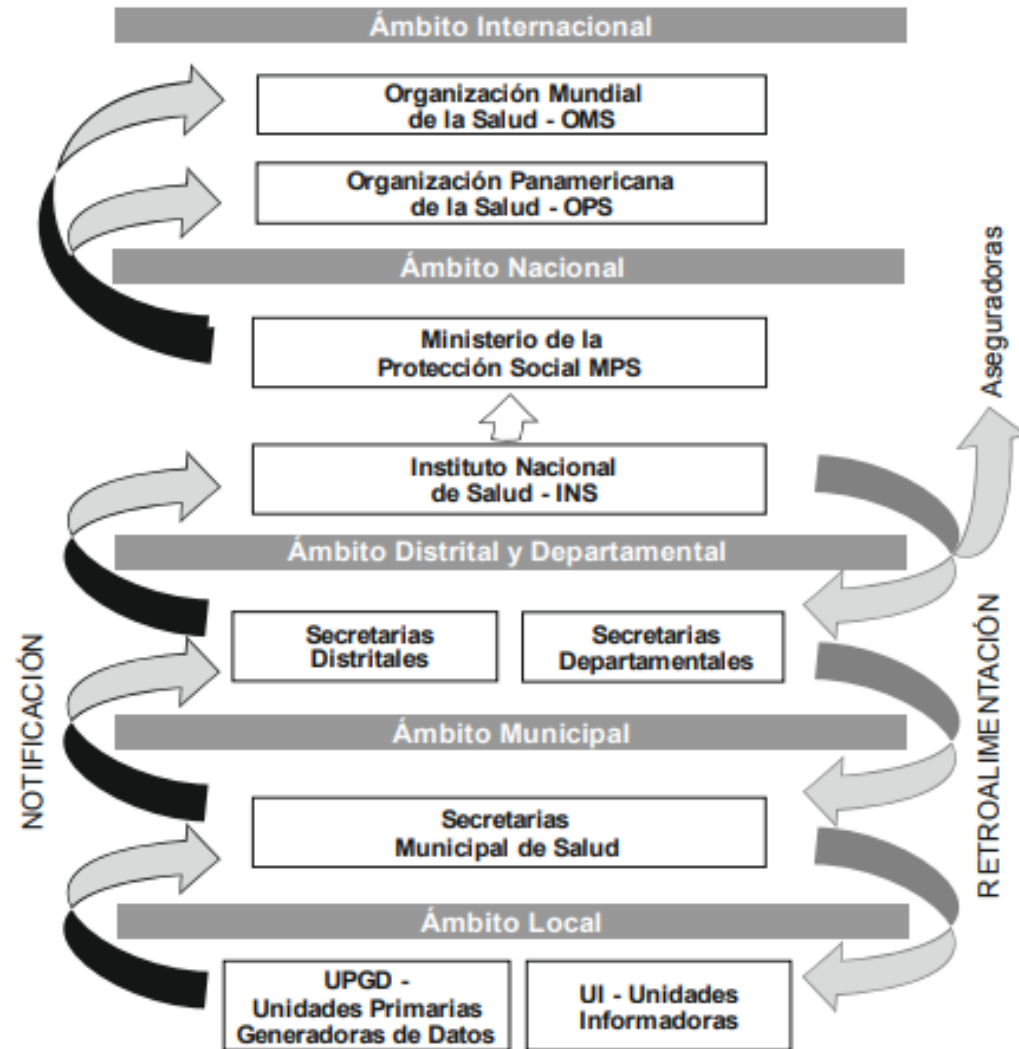 Ámbito Internacional
Organización Mundial
de la Salud - OMS
Organización Panamericana
de la Salud - OPS
Ámbito Nacional
Ministerio de la
Protección Social MPS
Aseguradoras
Instituto Nacional
de Salud - INS
Ámbito Distrital y Departamental
Secretarias
Distritales
Secretarias
Departamentales
NOTIFICACIÓN
RETROALIMENTACIÓN
Ámbito Municipal
Secretarias
Municipal de Salud
Ámbito Local
UPGD -
Unidades Primarias
Generadoras de Datos
UI - Unidades
Informadoras